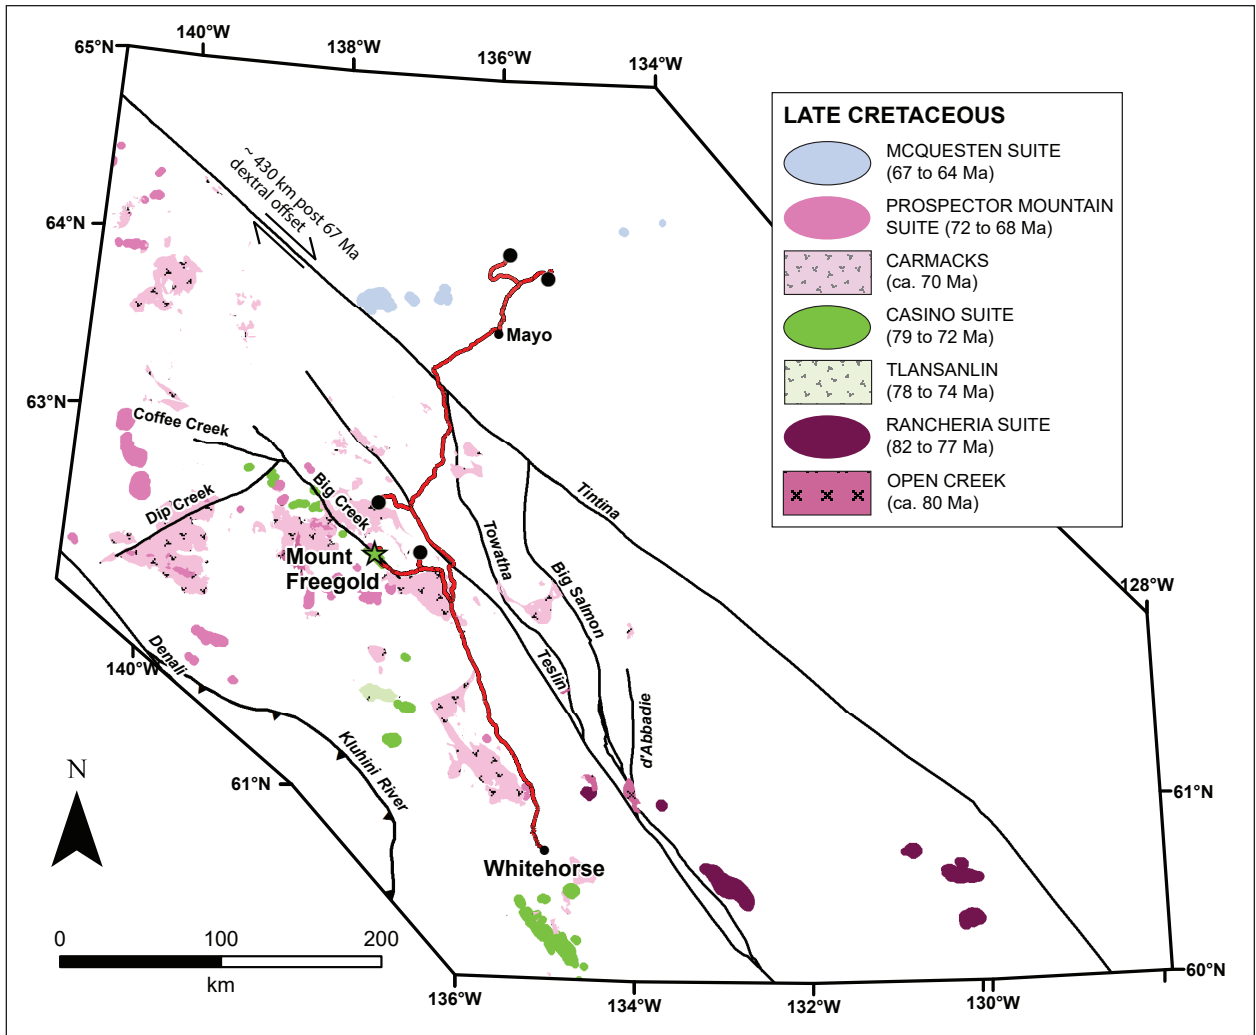 140°W
138°W
136°W
134°W
65°N
64°N
63°N
~ 430 km post 67 Ma
dextral offset
Mayo
Coffee Creek
Dip Creek
Big Creek
Mount
Freegold
Tintina
Towatha
Big Salmon
Teslin
d'Abbadie
Denali
140°W
Kluhini River
61°N
N
Whitehorse
0 100 200
km
LATE CRETACEOUS
MCQUESTEN SUITE
(67 to 64 Ma)
PROSPECTOR MOUNTAIN
SUITE (72 to 68 Ma)
CARMACKS
(ca. 70 Ma)
CASINO SUITE
(79 to 72 Ma)
TLANSANLIN
(78 to 74 Ma)
RANCHERIA SUITE
(82 to 77 Ma)
OPEN CREEK
(ca. 80 Ma)
128°W
61°N
60°N
136°W
134°W
132°W
130°W